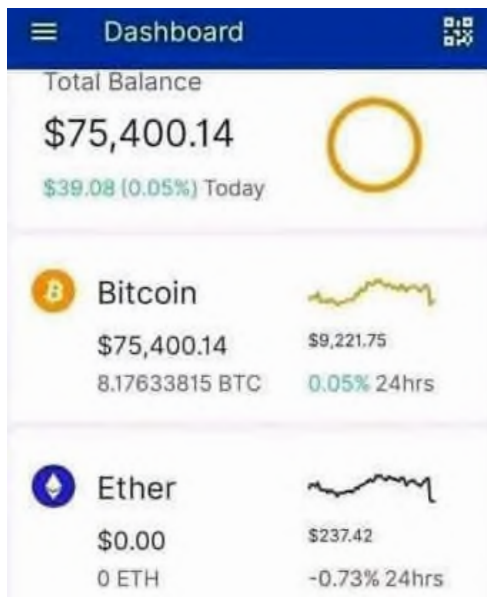 Dashboard
Total Balance
$75,400.14
$39.08 (0.05%) Today
Bitcoin
$75,400.14
$9,221.75
8.17633815 BTC
0.05% 24hrs
Ether
$0.00
$237.42
0 ETH
-0.73% 24hrs